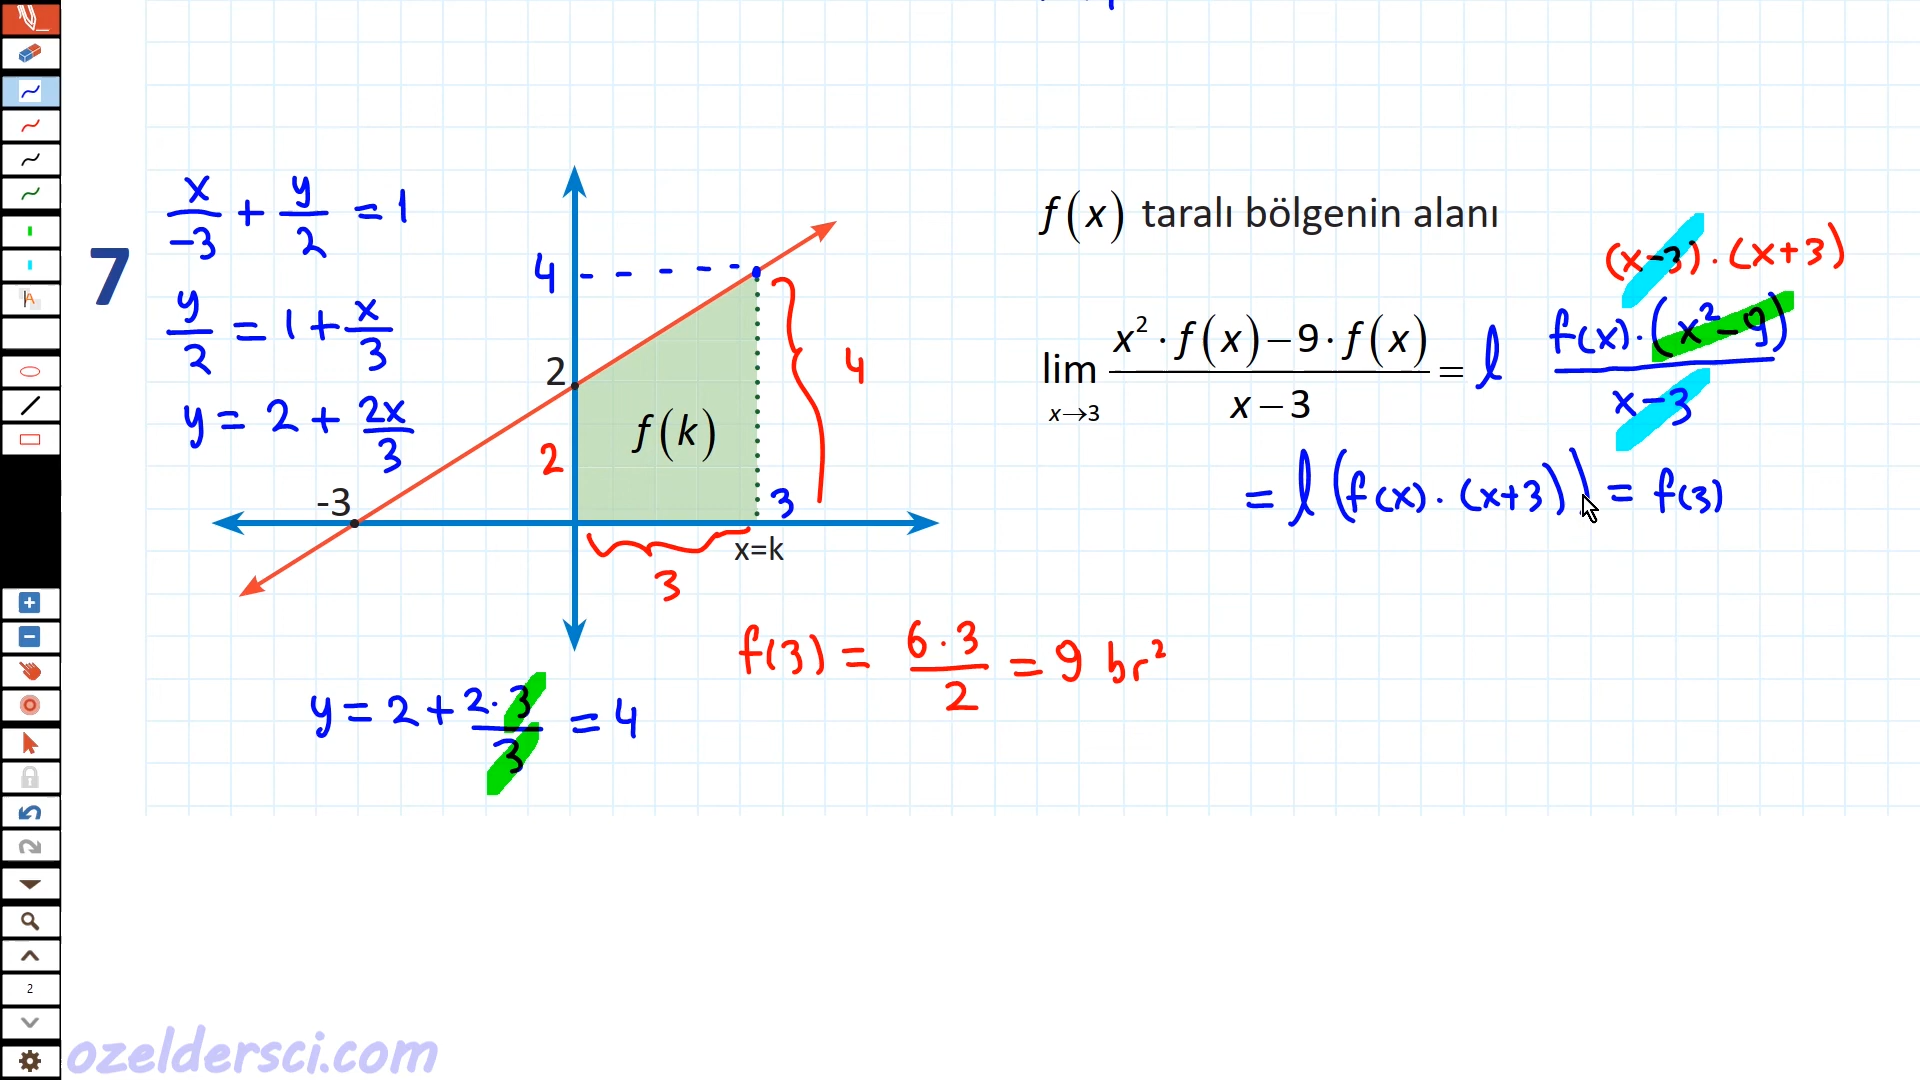 7
x/-3 + y/2 = 1
y/2 = 1 + x/3
y = 2 + 2x/3
4
2
-3
2
f(k)
4
3
x=k
3
y = 2 + 2·3/3 = 4
f(3) = 6·3/2 = 9 br²
f(x) taralı bölgenin alanı
(x-3)·(x+3)
lim x→3 x²·f(x)−9·f(x)/x−3 = l f(x)·(x²-9)/x-3
= l (f(x)·(x+3)) = f(3)
2
ozeldersci.com